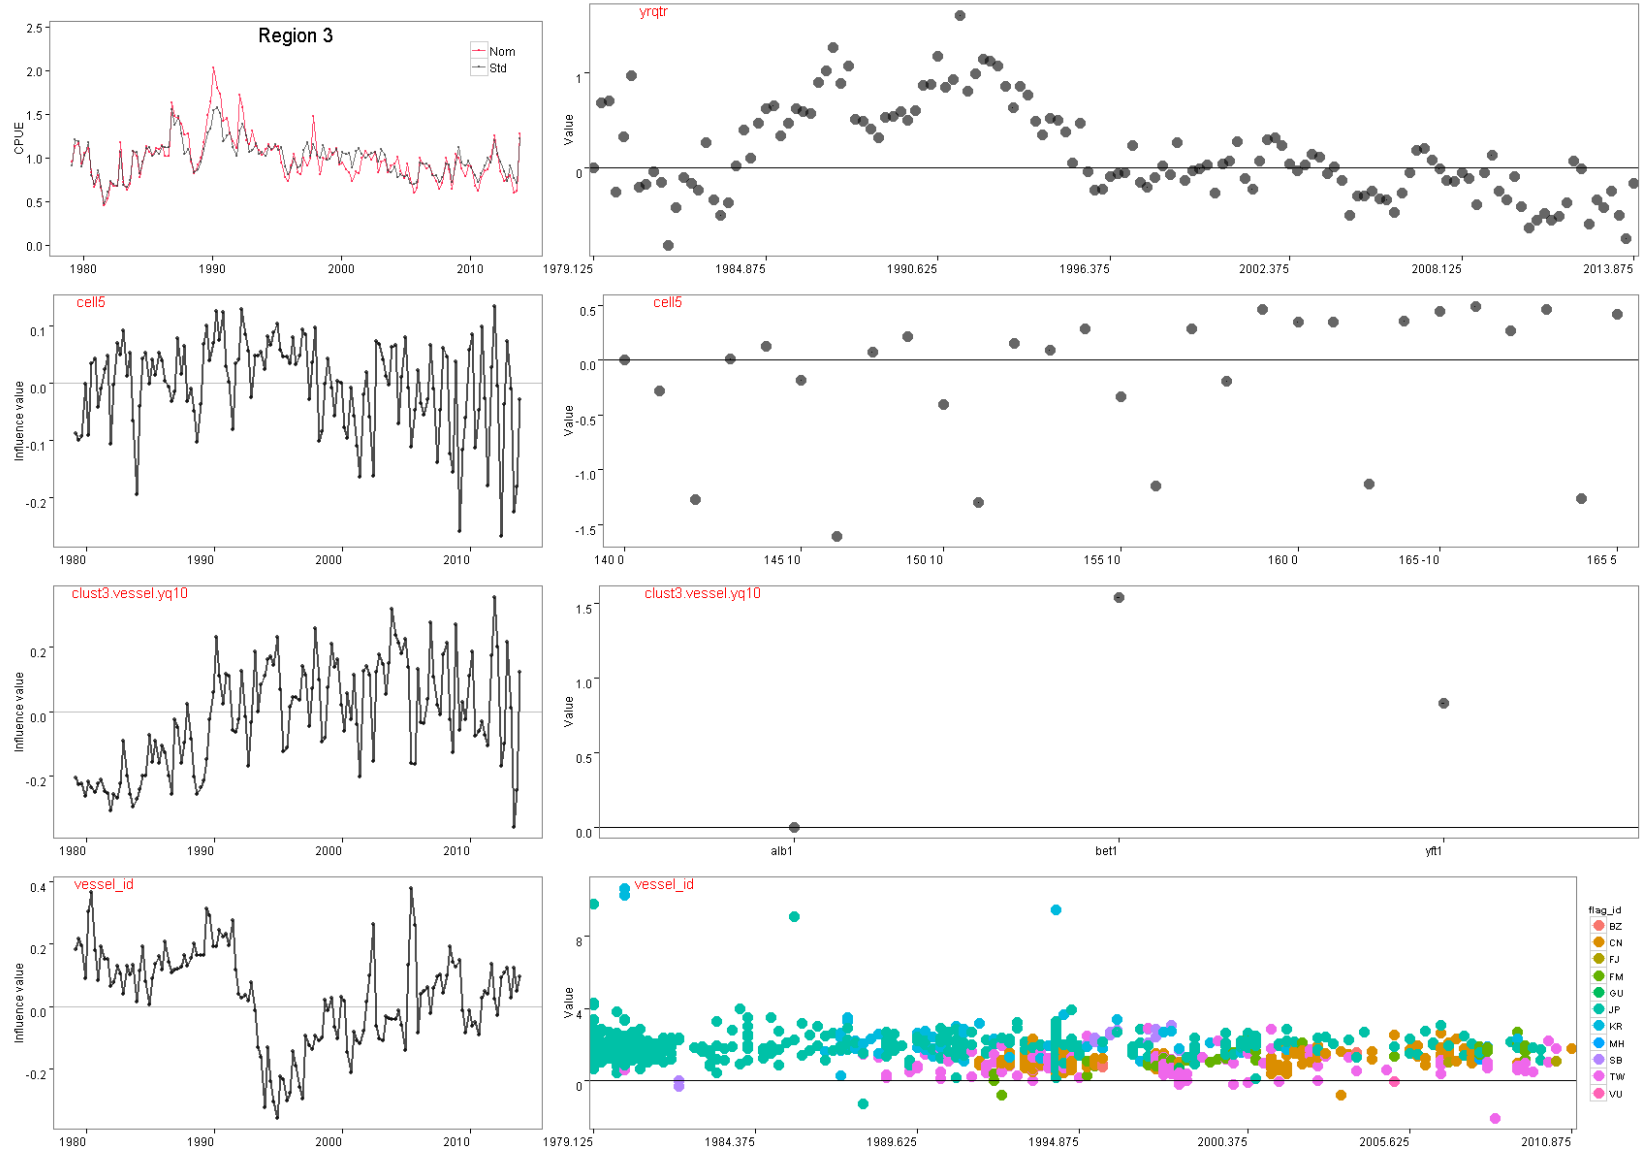 Region 3
Nom
Std
CPUE
2.5
2.0
1.5
1.0
0.5
0.0
1980
1990
2000
2010
yrqtr
Value
1
0
1979.125
1984.875
1990.625
1996.375
2002.375
2008.125
2013.875
cell5
Influence value
0.1
0.0
-0.1
-0.2
1980
1990
2000
2010
cell5
Value
0.5
0.0
-0.5
-1.0
-1.5
140 0
145 10
150 10
155 10
160 0
165 -10
165 5
clust3.vessel.yq10
Influence value
0.2
0.0
-0.2
1980
1990
2000
2010
clust3.vessel.yq10
Value
1.5
1.0
0.5
0.0
alb1
bet1
yft1
vessel_id
Influence value
0.4
0.2
0.0
-0.2
1980
1990
2000
2010
vessel_id
Value
8
4
0
1979.125
1984.375
1989.625
1994.875
2000.375
2005.625
2010.875
flag_id
BZ
CN
FJ
FM
GU
JP
KR
MH
SB
TW
VU